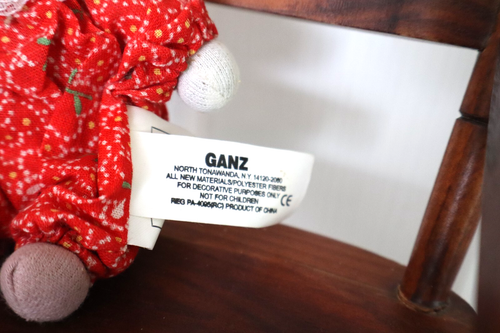 GANZ
NORTH TONAWANDA, N.Y 14120-2060
ALL NEW MATERIALS/POLYESTER FIBERS
FOR DECORATIVE PURPOSES ONLY
NOT FOR CHILDREN CE
REG PA-4095(RC) PRODUCT OF CHINA